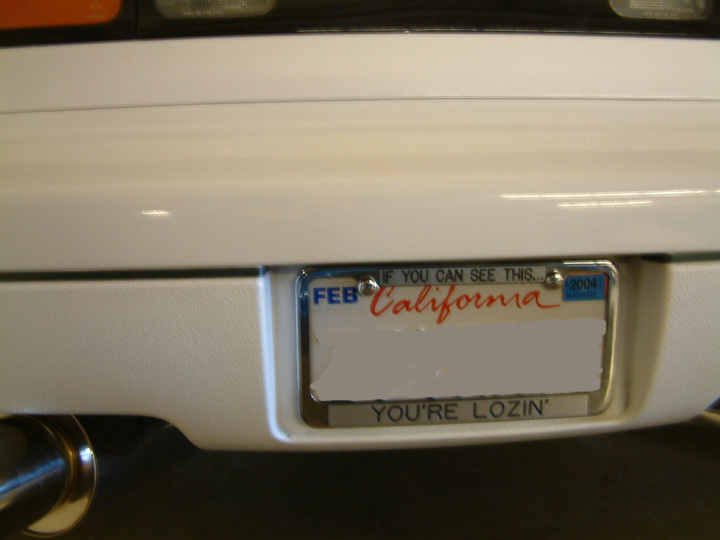 IF YOU CAN SEE THIS...
FEB California 2004
YOU'RE LOZIN'